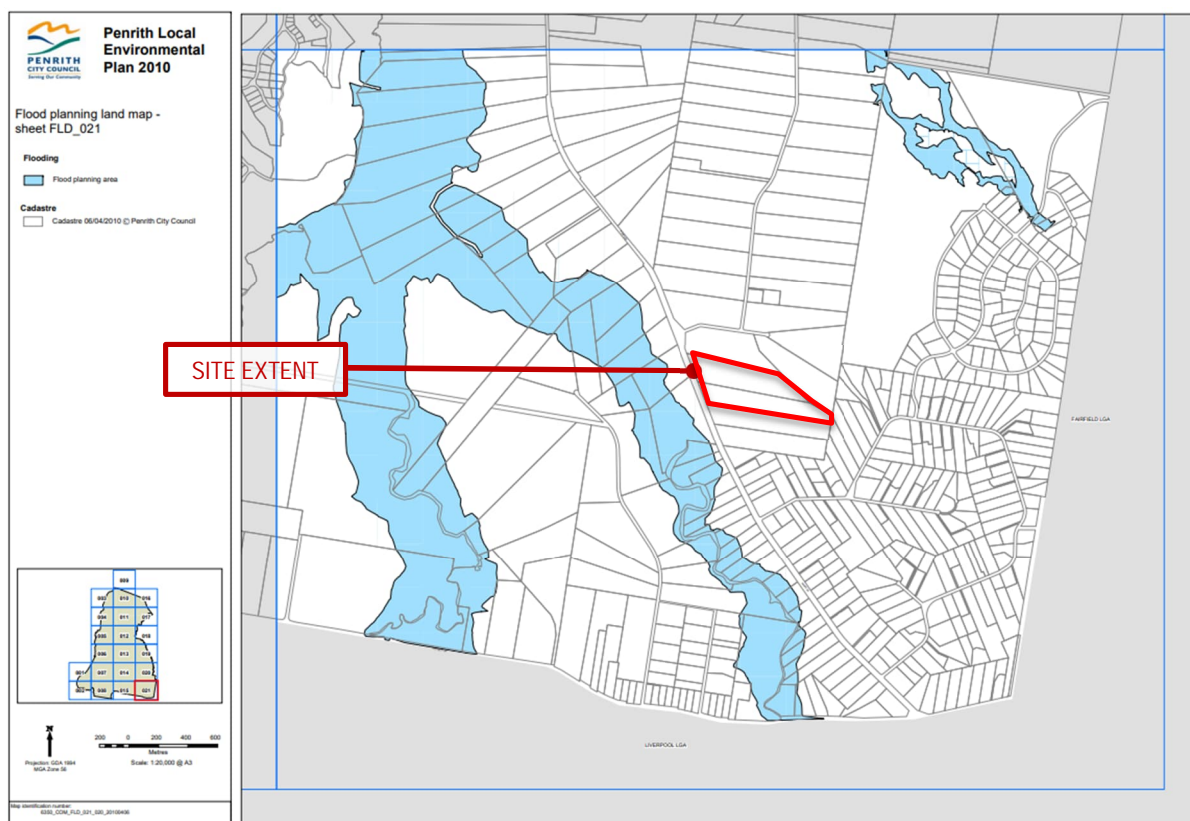 PENRITH
CITY COUNCIL
Serving Our Community
Penrith Local
Environmental
Plan 2010
Flood planning land map -
sheet FLD_021
Flooding
Flood planning area
Cadastre
Cadastre 06/04/2010 © Penrith City Council
SITE EXTENT
FAIRFIELD LGA
LIVERPOOL LGA
009
003 010 016
004 011 017
005 012 018
006 013 019
001 007 014 020
002 008 015 021
N
200 0 200 400 600
Metres
Projection: GDA 1994
MGA Zone 56
Scale: 1:20,000 @ A3
Map identification number:
6350_COM_FLD_021_020_20100406